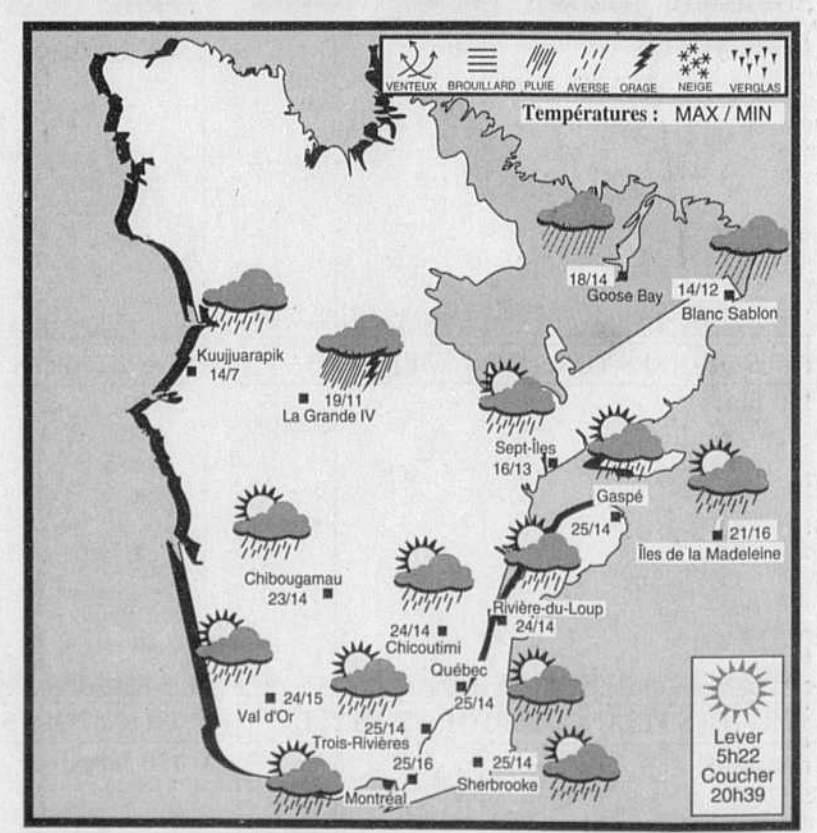 VENTEUX BROUILLARD PLUIE AVERSE ORAGE NEIGE VERGLAS
Températures : MAX / MIN
18/14
Goose Bay
14/12
Blanc Sablon
Kuujjuarapik
14/7
19/11
La Grande IV
Sept-Îles
16/13
Gaspé
25/14
21/16
Îles de la Madeleine
Chibougamau
23/14
Rivière-du-Loup
24/14
24/14
Chicoutimi
Québec
25/14
24/15
Val d'Or
25/14
Trois-Rivières
25/16
Montréal
25/14
Sherbrooke
Lever
5h22
Coucher
20h39